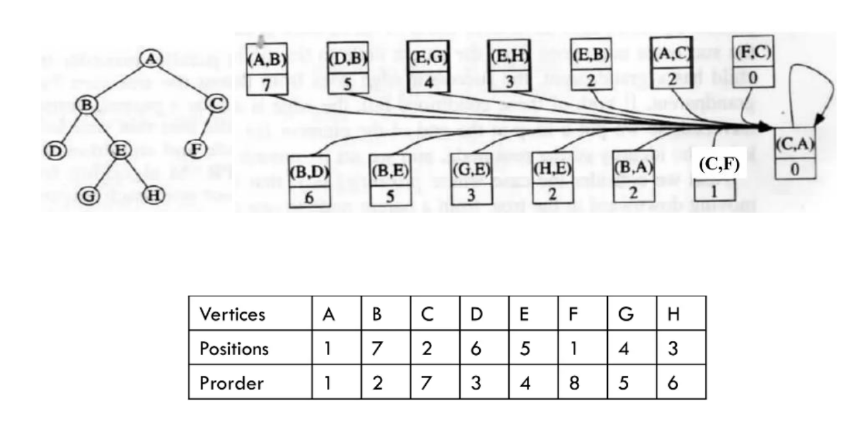 A
B C
D E F
G H
(A,B) (D,B) (E,G) (E,H) (E,B) (A,C) (F,C)
7 5 4 3 2 2 0
(C,A)
0
(B,D) (B,E) (G,E) (H,E) (B,A) (C,F)
6 5 3 2 2 1
Vertices A B C D E F G H
Positions 1 7 2 6 5 1 4 3
Prorder 1 2 7 3 4 8 5 6